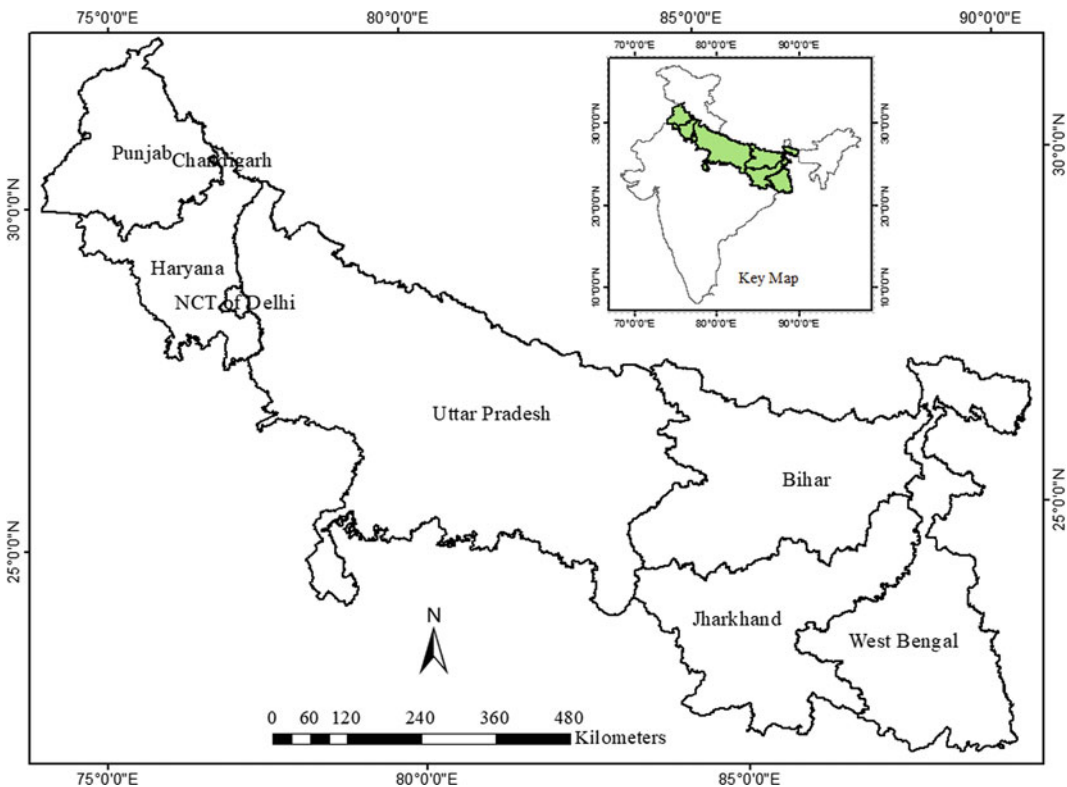 75°0'0"E 80°0'0"E 85°0'0"E 90°0'0"E
70°0'0"E 80°0'0"E 90°0'0"E
30°0'0"N
30°0'0"N
20°0'0"N
20°0'0"N
10°0'0"N
10°0'0"N
Key Map
70°0'0"E 80°0'0"E 90°0'0"E
30°0'0"N
30°0'0"N
Punjab
Chandigarh
Haryana
NCT of Delhi
Uttar Pradesh
Bihar
25°0'0"N
25°0'0"N
Jharkhand
West Bengal
N
0 60 120 240 360 480
Kilometers
75°0'0"E 80°0'0"E 85°0'0"E